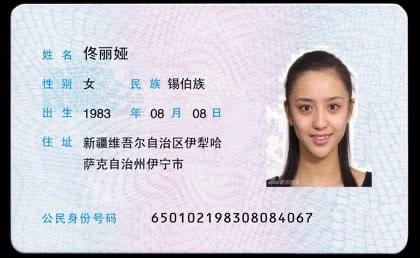 姓名 佟丽娅
性别 女 民族 锡伯族
出生 1983 年 08 月 08 日
住址 新疆维吾尔自治区伊犁哈
萨克自治州伊宁市
公民身份号码 650102198308084067